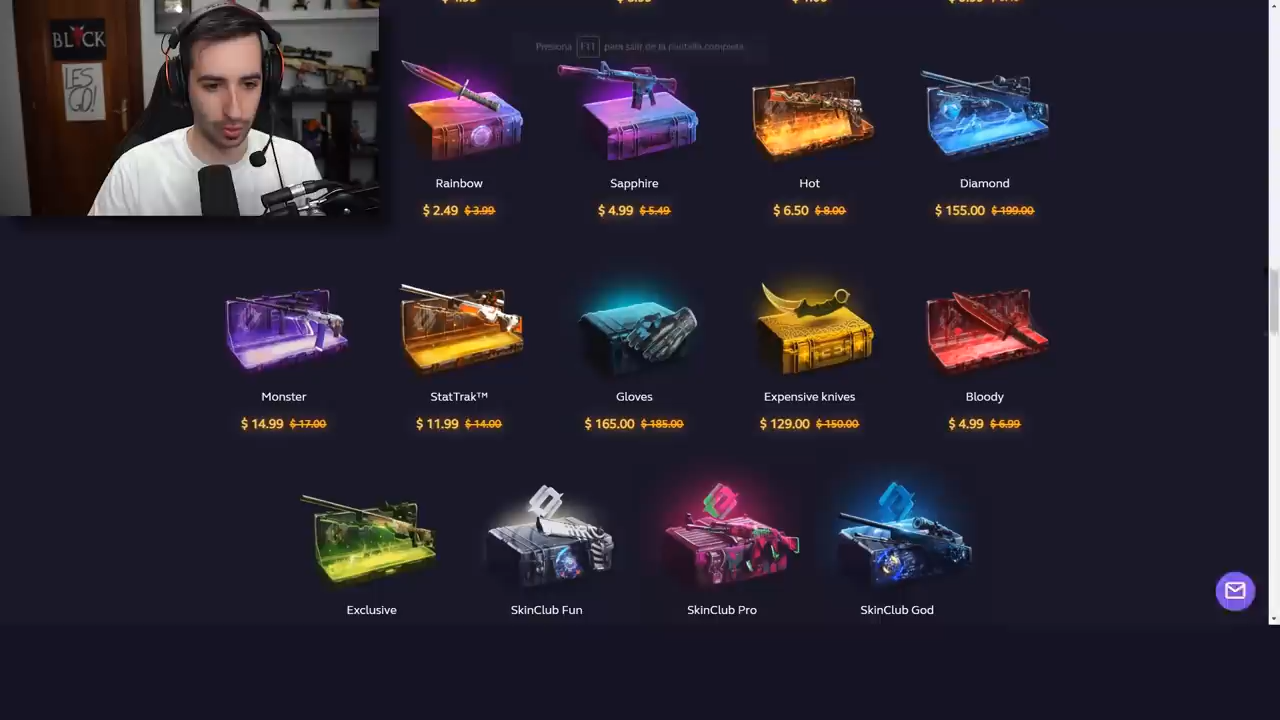 BL CK
LES
GO!
Presiona F11 para salir de la pantalla completa
Rainbow
Sapphire
Hot
Diamond
$ 2.49 $ 3.99
$ 4.99 $ 5.49
$ 6.50 $ 8.00
$ 155.00 $ 199.00
Monster
StatTrak™
Gloves
Expensive knives
Bloody
$ 14.99 $ 17.00
$ 11.99 $ 14.00
$ 165.00 $ 185.00
$ 129.00 $ 150.00
$ 4.99 $ 6.99
Exclusive
SkinClub Fun
SkinClub Pro
SkinClub God